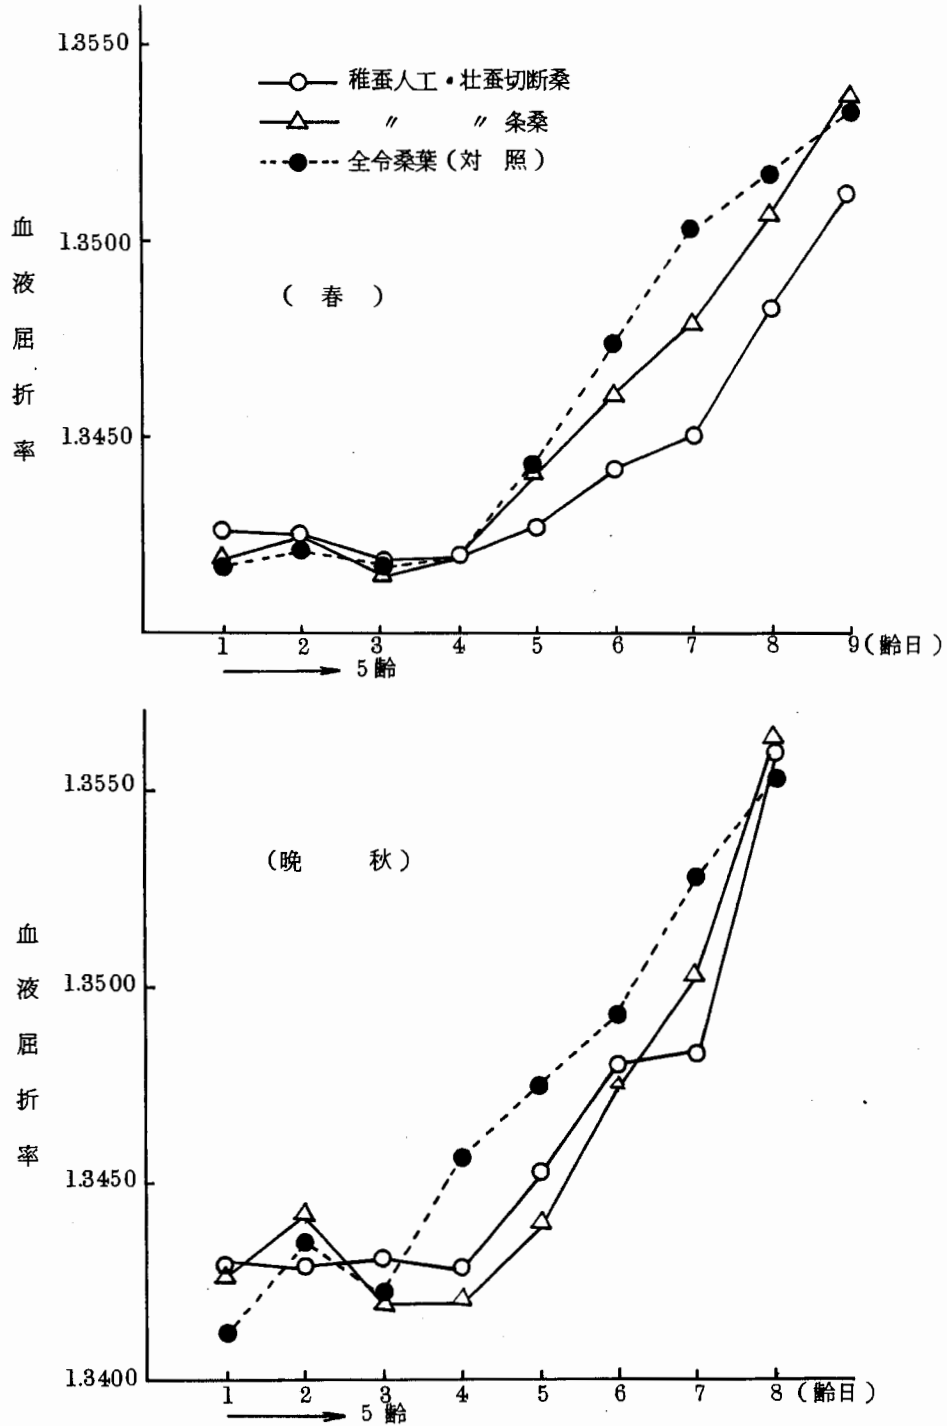 1.3550
稚蚕人工・壮蚕切断桑
〃 〃 条桑
全令桑葉(対 照)
血液屈折率
1.3500
( 春 )
1.3450
1 2 3 4 5 6 7 8 9(齢日)
5齢
1.3550
(晩 秋)
血液屈折率
1.3500
1.3450
1.3400
1 2 3 4 5 6 7 8 (齢日)
5齢